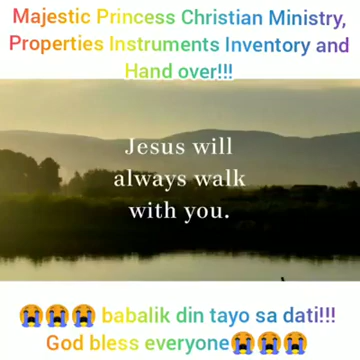 Majestic Princess Christian Ministry,
Properties Instruments Inventory and
Hand over!!!
Jesus will
always walk
with you.
😭😭😭 babalik din tayo sa dati!!!
God bless everyone😭😭😭